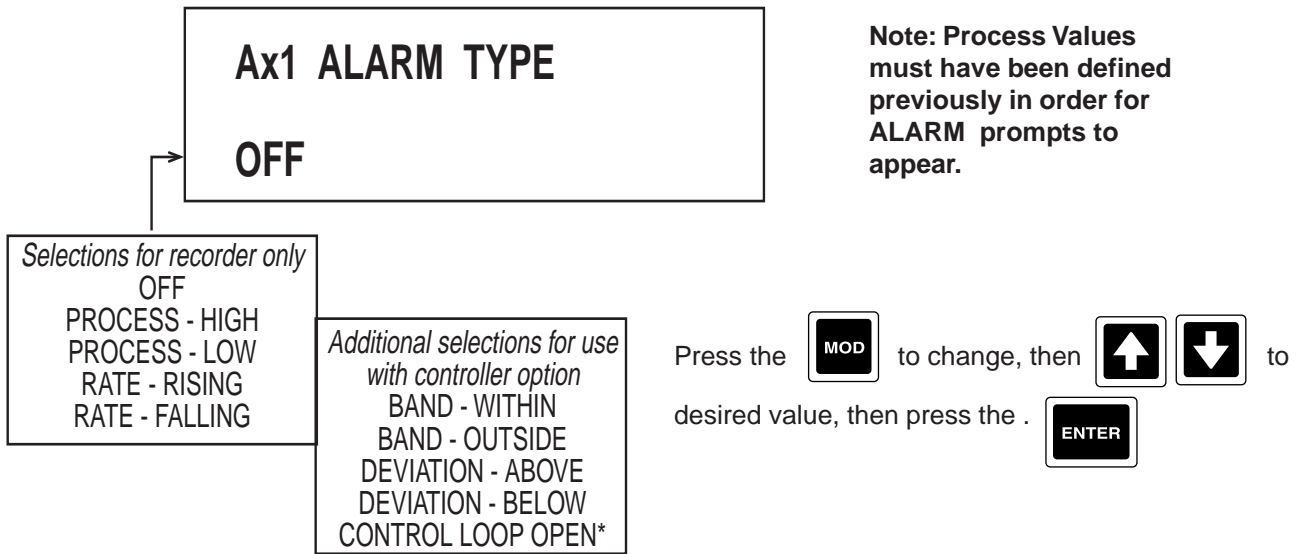 Ax1 ALARM TYPE
OFF
Note: Process Values
must have been defined
previously in order for
ALARM prompts to
appear.
Selections for recorder only
OFF
PROCESS - HIGH
PROCESS - LOW
RATE - RISING
RATE - FALLING
Additional selections for use
with controller option
BAND - WITHIN
BAND - OUTSIDE
DEVIATION - ABOVE
DEVIATION - BELOW
CONTROL LOOP OPEN*
Press the MOD to change, then to
desired value, then press the . ENTER